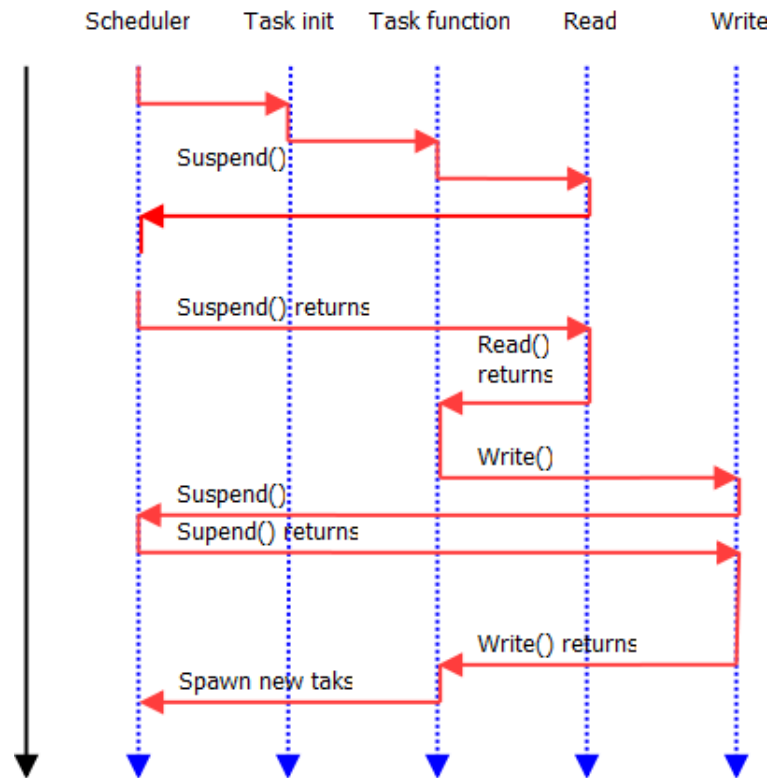 Scheduler
Task init
Task function
Read
Write
Suspend()
Suspend() returns
Read()
returns
Write()
Suspend()
Supend() returns
Write() returns
Spawn new taks